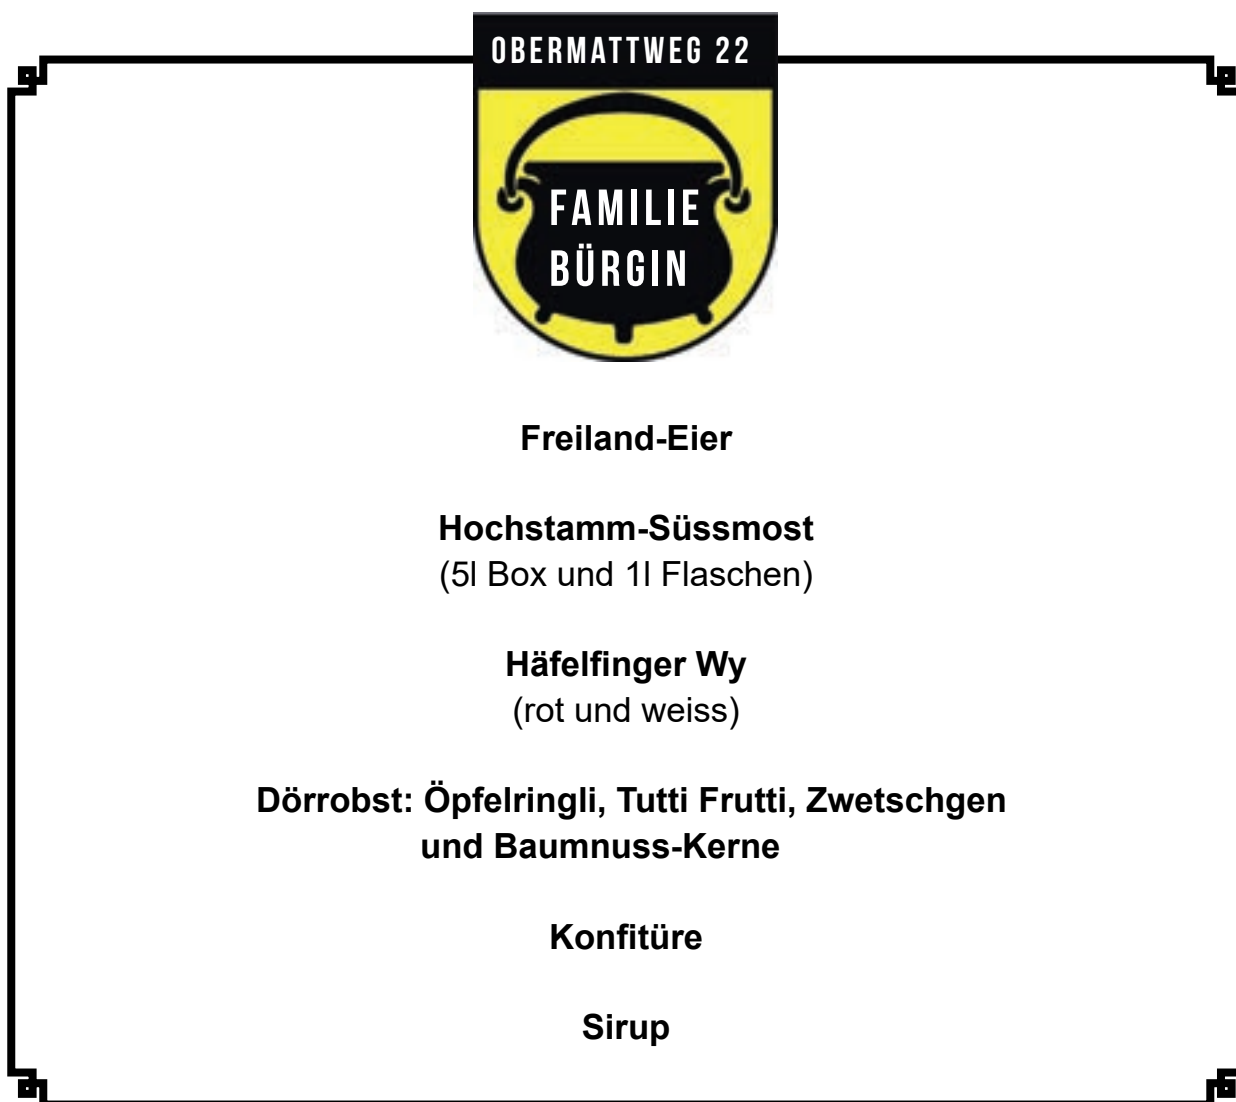 OBERMATTWEG 22
FAMILIE
BÜRGIN
Freiland-Eier
Hochstamm-Süssmost
(5l Box und 1l Flaschen)
Häfelfinger Wy
(rot und weiss)
Dörrobst: Öpfelringli, Tutti Frutti, Zwetschgen
und Baumnuss-Kerne
Konfitüre
Sirup